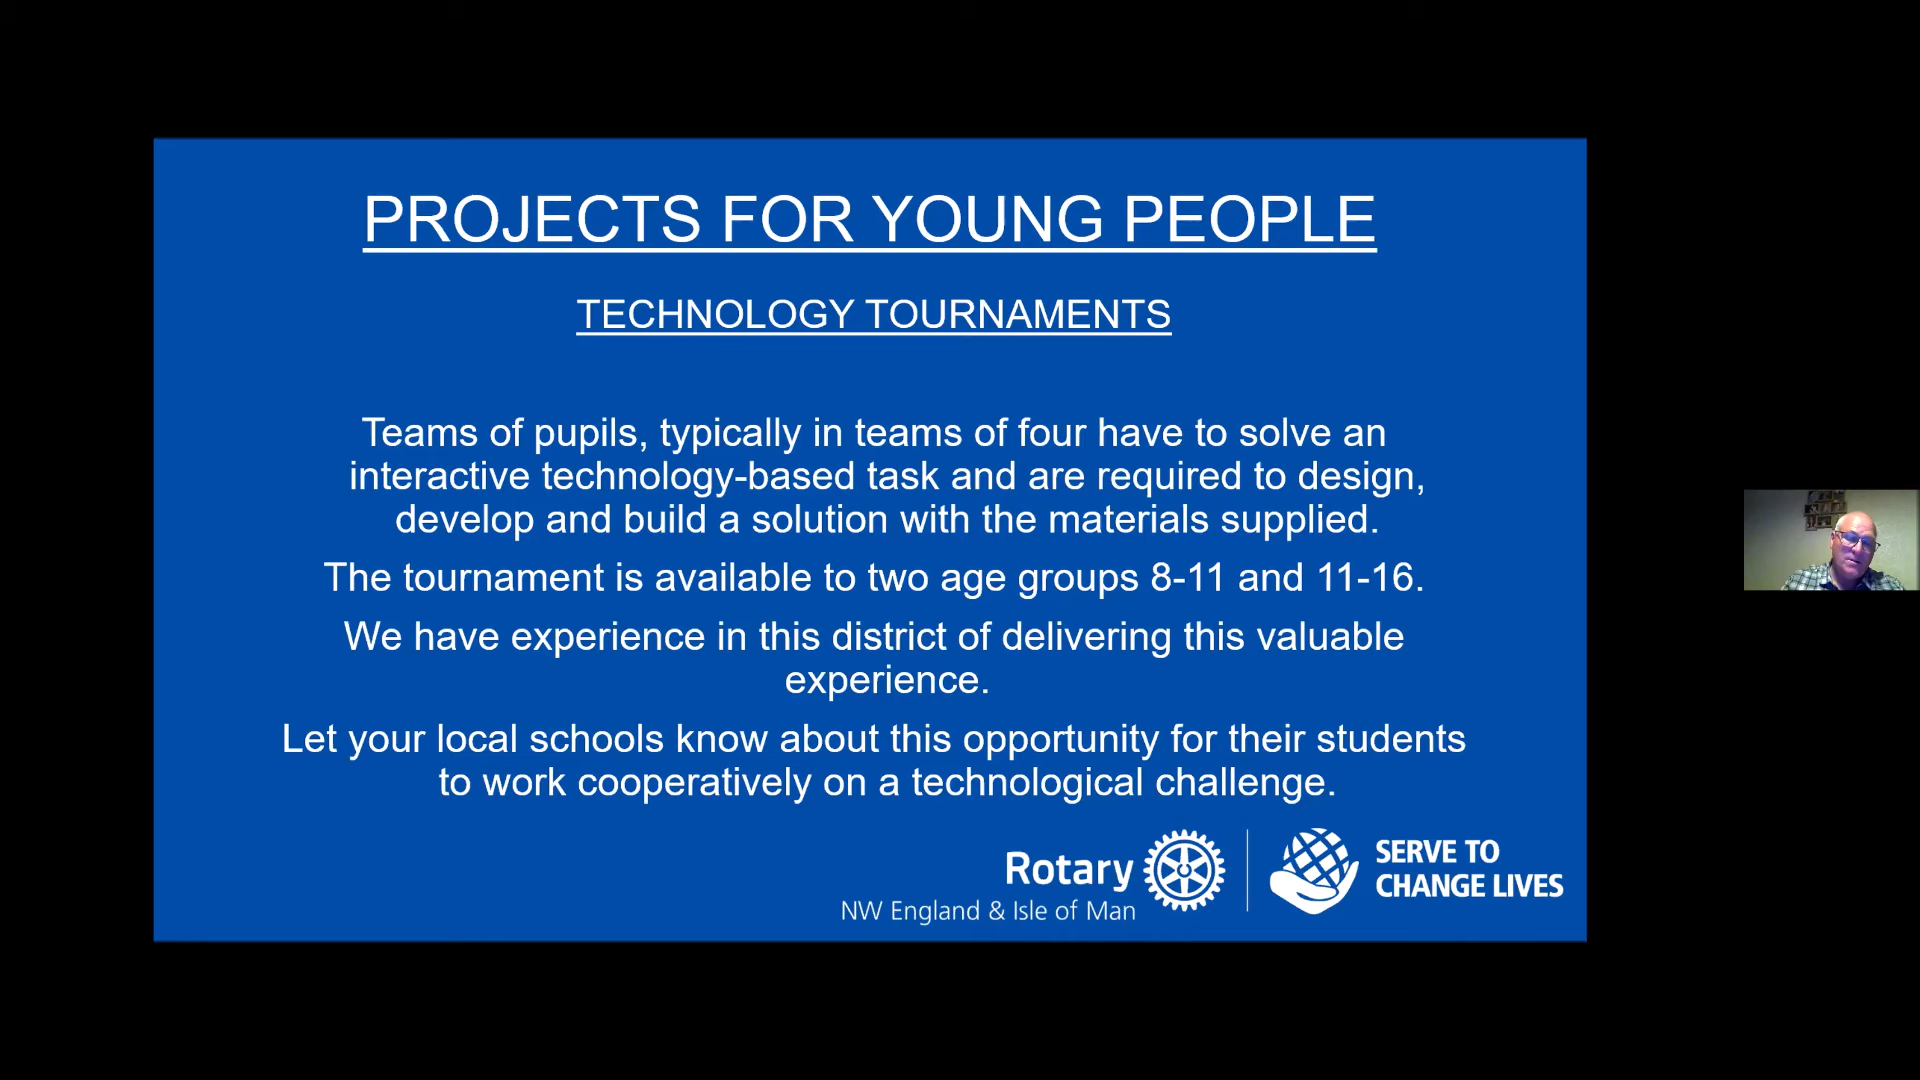 PROJECTS FOR YOUNG PEOPLE
TECHNOLOGY TOURNAMENTS
Teams of pupils, typically in teams of four have to solve an
interactive technology-based task and are required to design,
develop and build a solution with the materials supplied.
The tournament is available to two age groups 8-11 and 11-16.
We have experience in this district of delivering this valuable
experience.
Let your local schools know about this opportunity for their students
to work cooperatively on a technological challenge.
Rotary
NW England & Isle of Man
SERVE TO
CHANGE LIVES